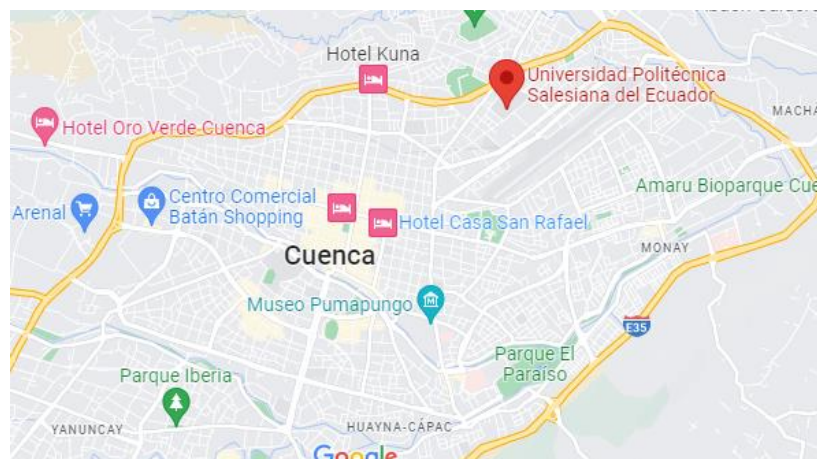 Hotel Kuna
Universidad Politécnica
Salesiana del Ecuador
MACHA
Hotel Oro Verde Cuenca
Amaru Bioparque Cue
Centro Comercial
Batán Shopping
Arenal
Hotel Casa San Rafael
MONAY
Cuenca
Museo Pumapungo
E35
Parque El
Paraíso
Parque Iberia
YANUNCAY
HUAYNA-CÁPAC
Google